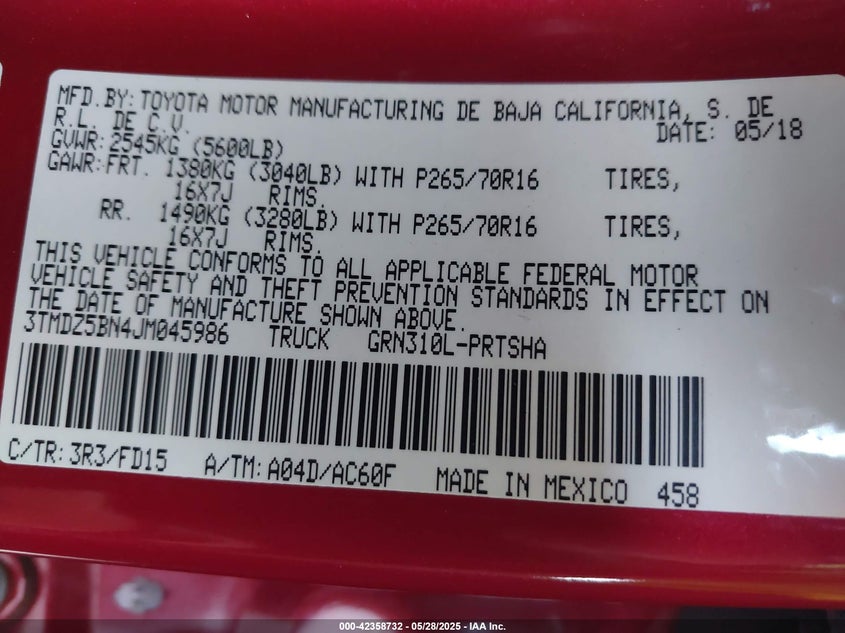 MFD.BY:TOYOTA MOTOR MANUFACTURING DE BAJA CALIFORNIA, S. DE
R.L. DE C.V. DATE: 05/18
GVWR:2545KG (5600LB)
GAWR:FRT. 1380KG (3040LB) WITH P265/70R16 TIRES,
16X7J RIMS.
RR. 1490KG (3280LB) WITH P265/70R16 TIRES,
16X7J RIMS.
THIS VEHICLE CONFORMS TO ALL APPLICABLE FEDERAL MOTOR
VEHICLE SAFETY AND THEFT PREVENTION STANDARDS IN EFFECT ON
THE DATE OF MANUFACTURE SHOWN ABOVE.
3TMDZ5BN4JM045986 TRUCK GRN310L-PRTSHA
C/TR:3R3/FD15 A/TM:A04D/AC60F MADE IN MEXICO 458
000-42358732 - 05/28/2025 - IAA Inc.